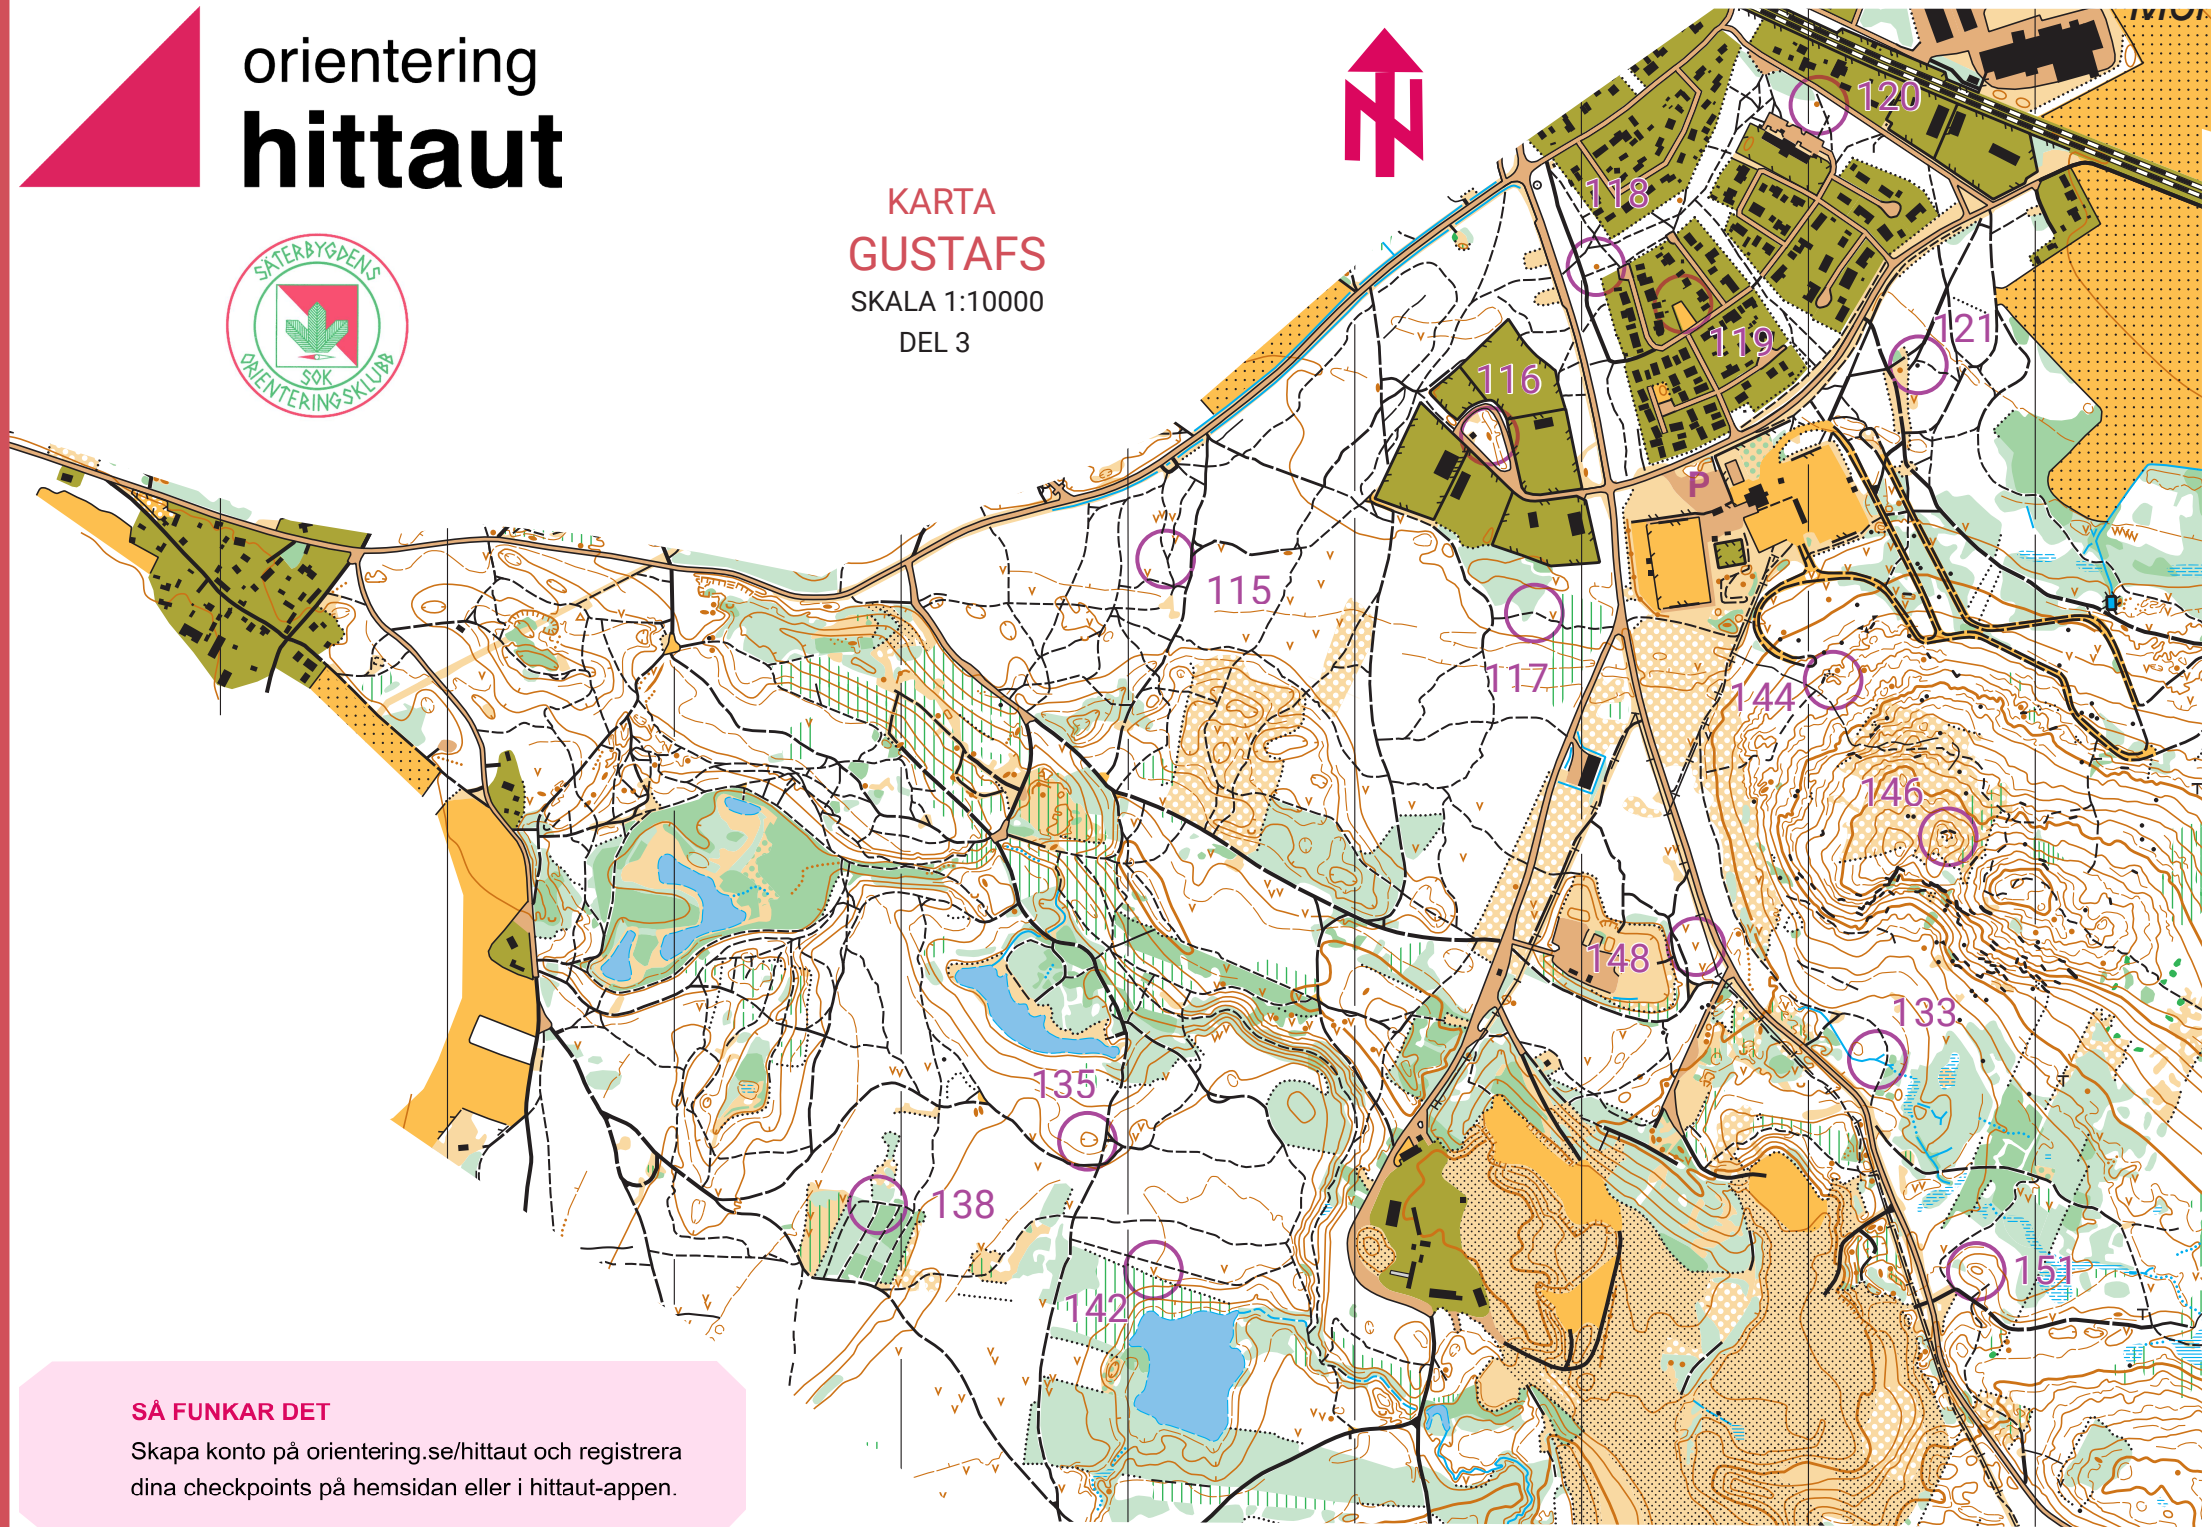 orientering
hittaut
SÄTERBYGDENS
SOK
ORIENTERINGSKLUBB
KARTA
GUSTAFS
SKALA 1:10000
DEL 3
N
120
118
121
119
116
P
115
117
144
146
148
133
135
138
151
142
SÅ FUNKAR DET
Skapa konto på orientering.se/hittaut och registrera
dina checkpoints på hemsidan eller i hittaut-appen.